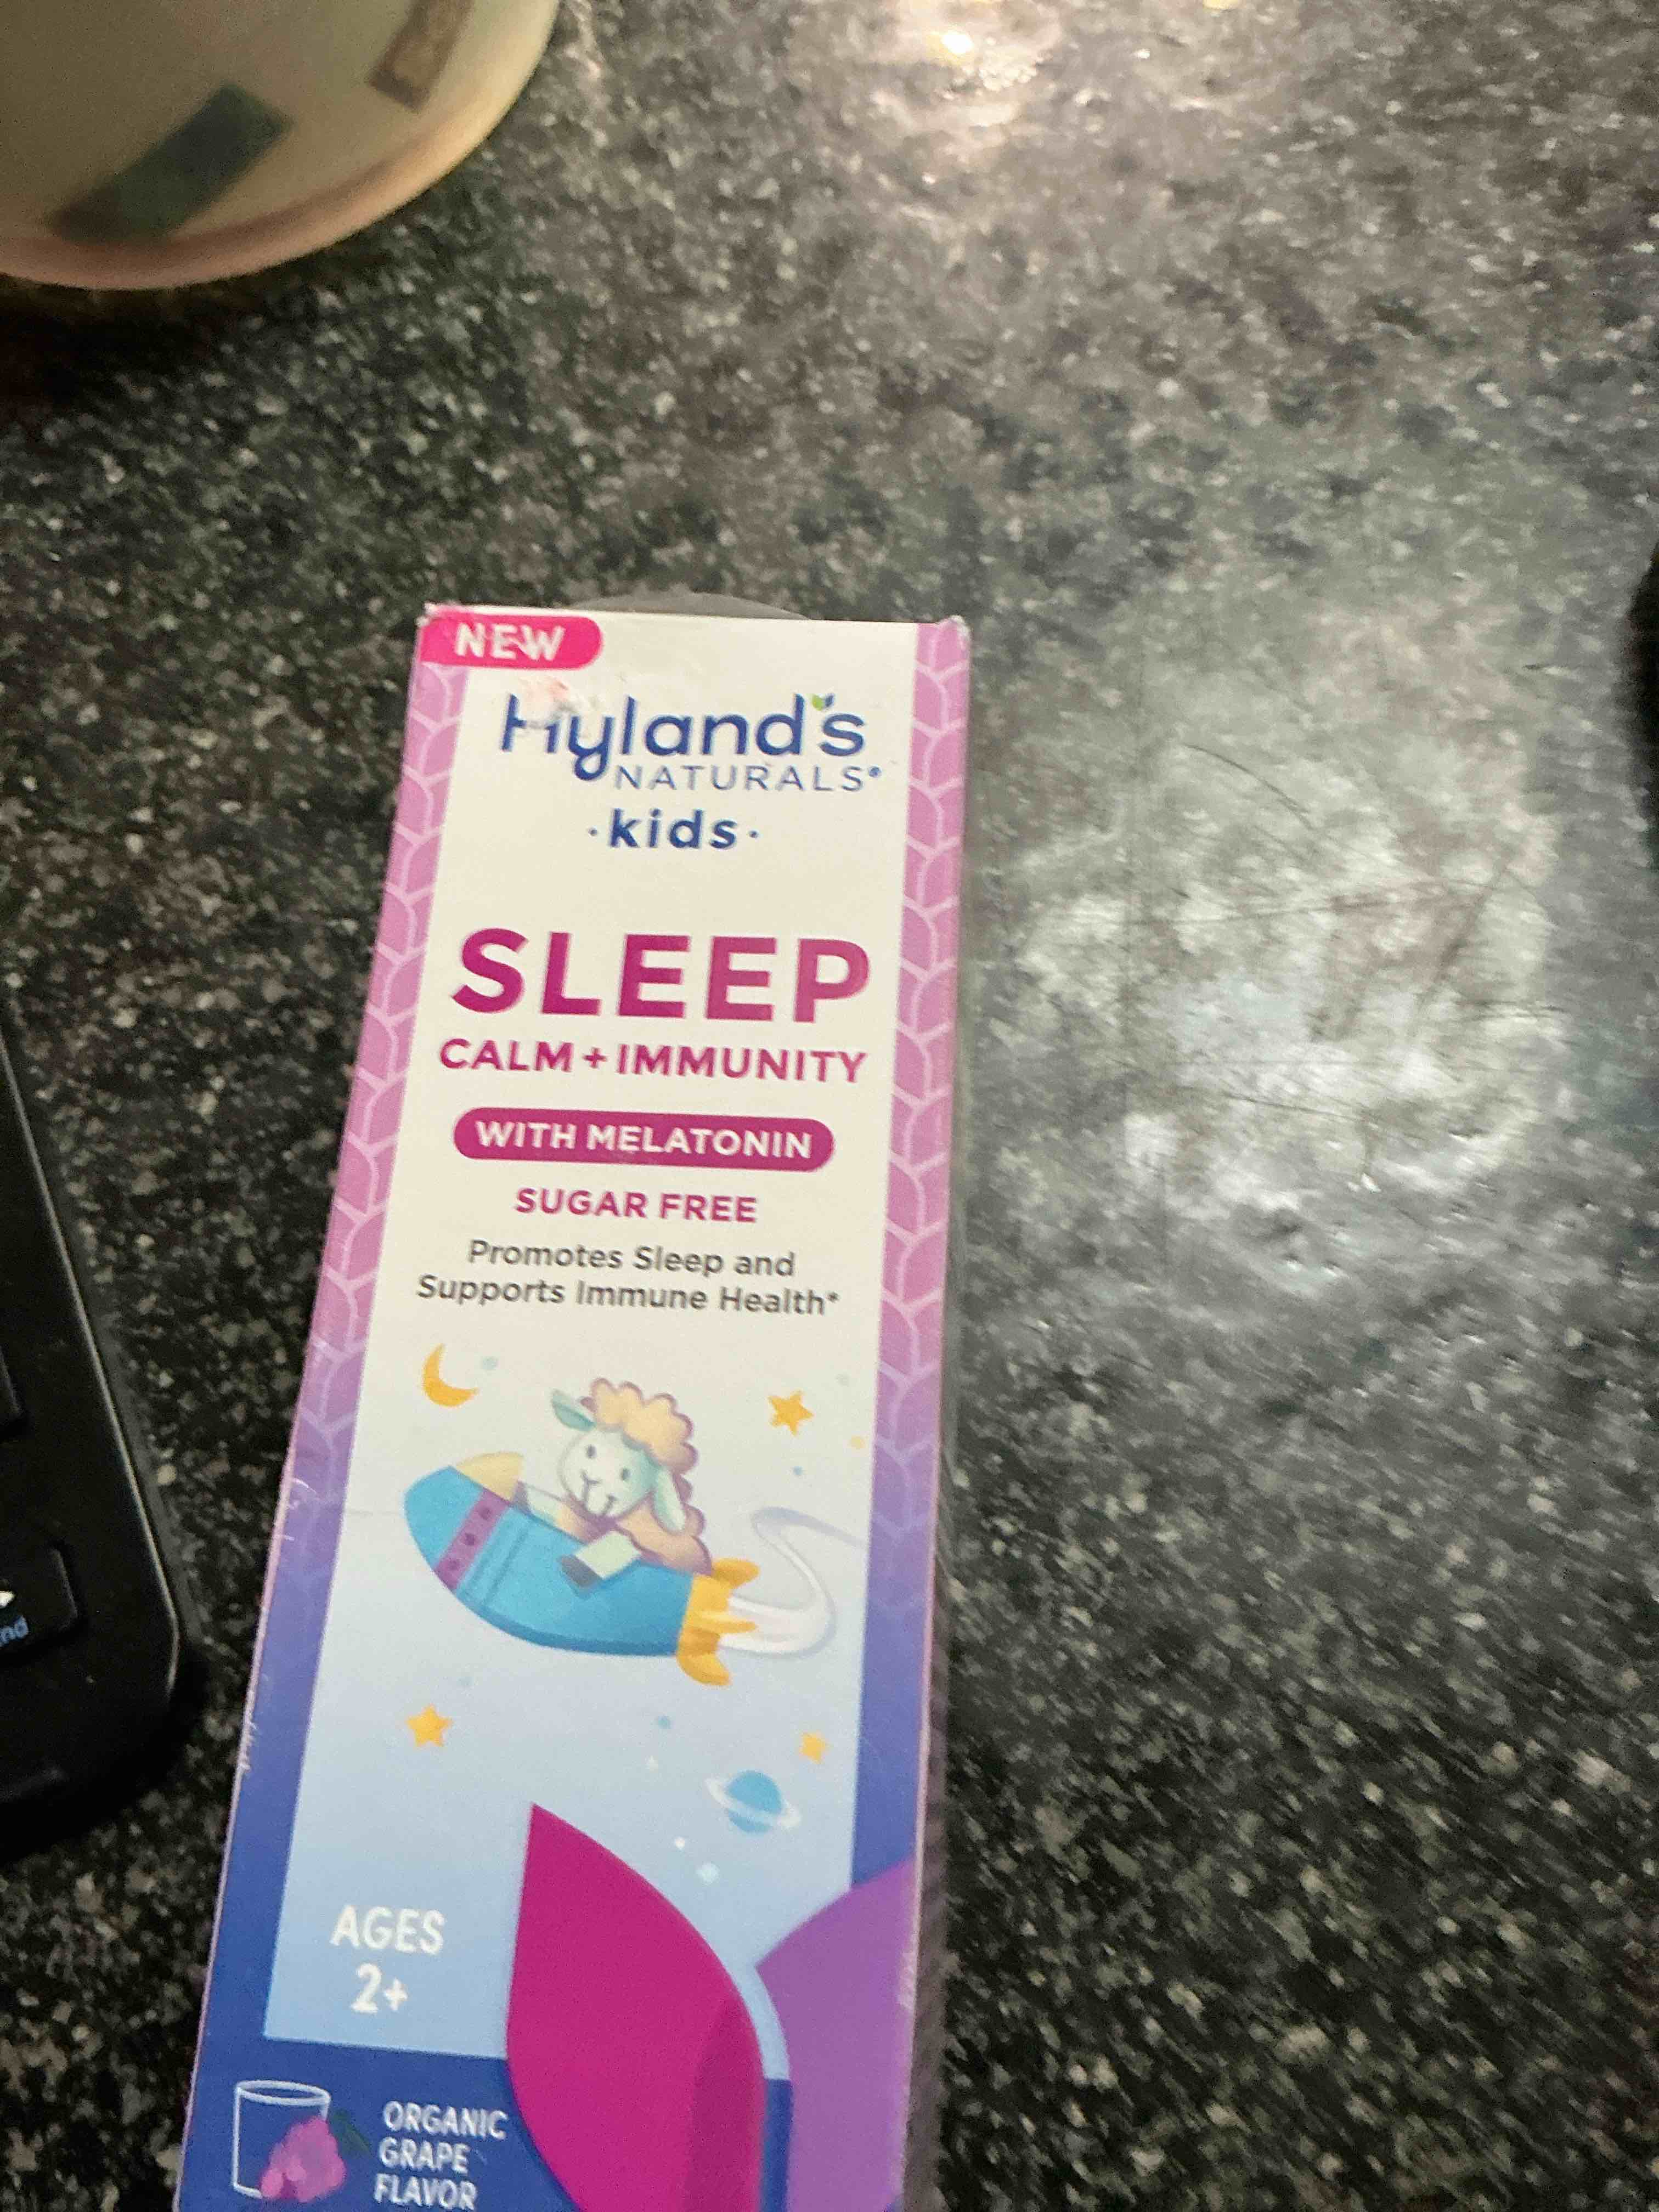 NEW
Hyland's
NATURALS®
·kids·
SLEEP
CALM + IMMUNITY
WITH MELATONIN
SUGAR FREE
Promotes Sleep and
Supports Immune Health*
AGES
2+
ORGANIC
GRAPE
FLAVOR